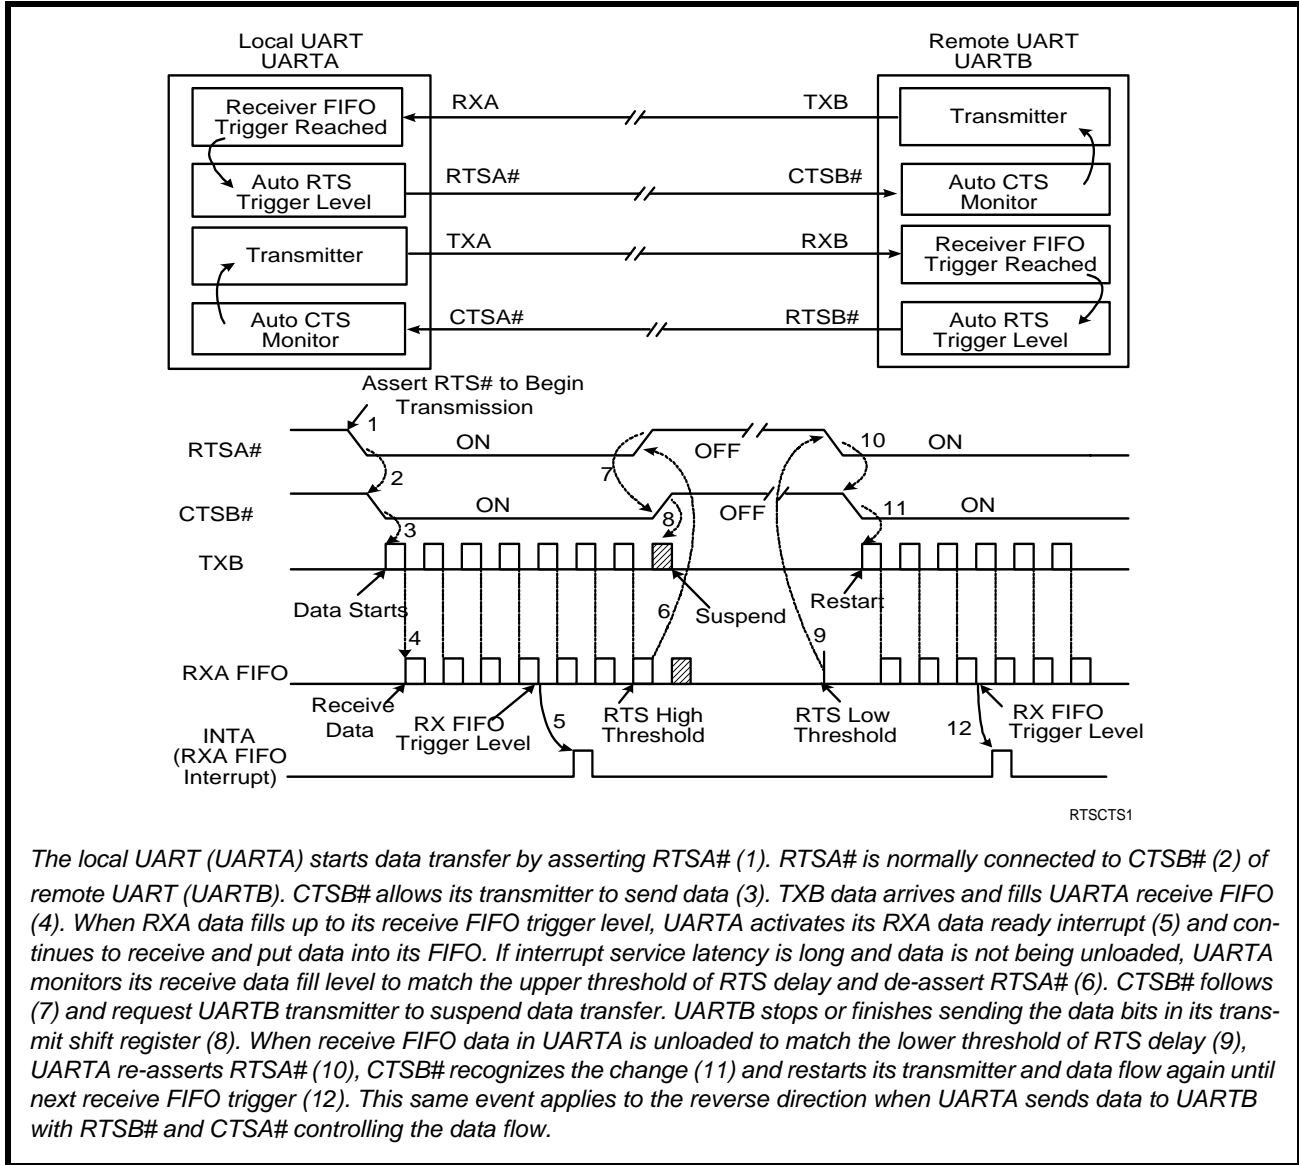 Local UART
UARTA
Remote UART
UARTB
Receiver FIFO
Trigger Reached
RXA
TXB
Transmitter
Auto RTS
Trigger Level
RTSA#
CTSB#
Auto CTS
Monitor
Transmitter
TXA
RXB
Receiver FIFO
Trigger Reached
Auto CTS
Monitor
CTSA#
RTSB#
Auto RTS
Trigger Level
Assert RTS# to Begin
Transmission
RTSA#
1
ON
7
OFF
10
ON
2
CTSB#
ON
3
8
OFF
11
ON
TXB
Data Starts
6
Suspend
Restart
4
9
RXA FIFO
Receive
Data
RX FIFO
Trigger Level
5
RTS High
Threshold
RTS Low
Threshold
12
RX FIFO
Trigger Level
INTA
(RXA FIFO
Interrupt)
RTSCTS1
The local UART (UARTA) starts data transfer by asserting RTSA# (1). RTSA# is normally connected to CTSB# (2) of
remote UART (UARTB). CTSB# allows its transmitter to send data (3). TXB data arrives and fills UARTA receive FIFO
(4). When RXA data fills up to its receive FIFO trigger level, UARTA activates its RXA data ready interrupt (5) and con-
tinues to receive and put data into its FIFO. If interrupt service latency is long and data is not being unloaded, UARTA
monitors its receive data fill level to match the upper threshold of RTS delay and de-assert RTSA# (6). CTSB# follows
(7) and request UARTB transmitter to suspend data transfer. UARTB stops or finishes sending the data bits in its trans-
mit shift register (8). When receive FIFO data in UARTA is unloaded to match the lower threshold of RTS delay (9),
UARTA re-asserts RTSA# (10), CTSB# recognizes the change (11) and restarts its transmitter and data flow again until
next receive FIFO trigger (12). This same event applies to the reverse direction when UARTA sends data to UARTB
with RTSB# and CTSA# controlling the data flow.